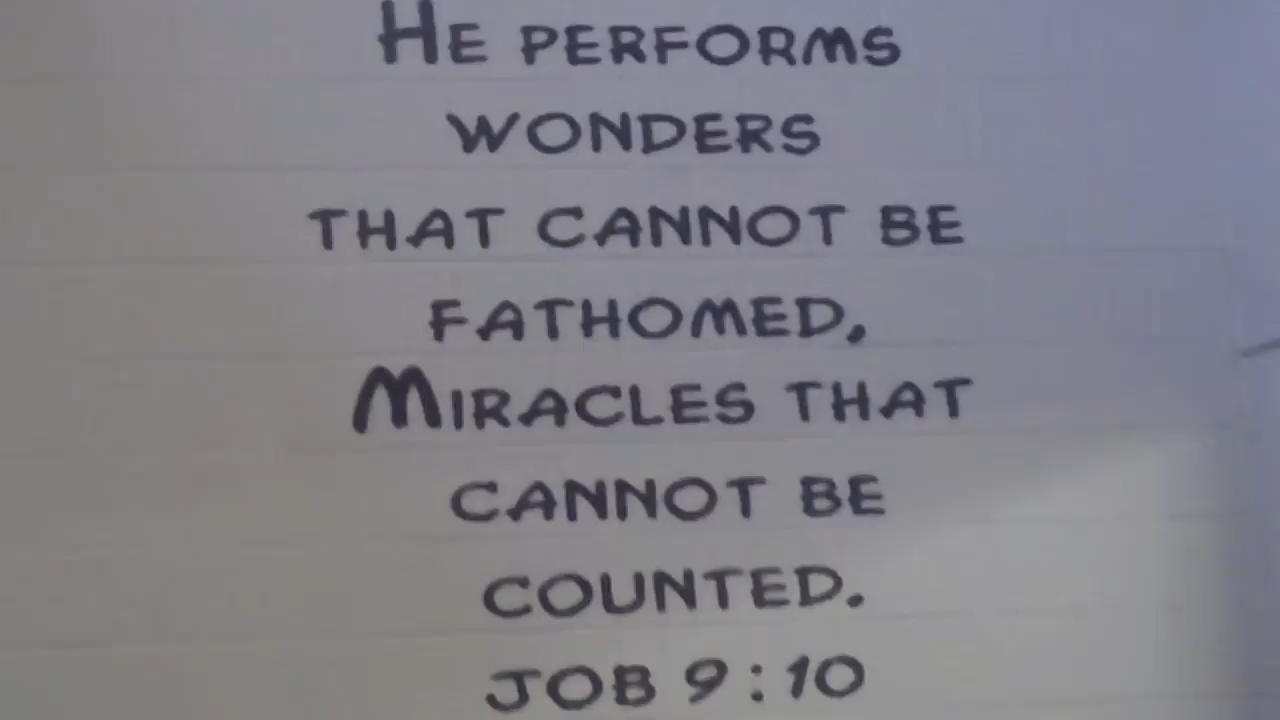 He performs
wonders
that cannot be
fathomed,
Miracles that
cannot be
counted.
Job 9:10